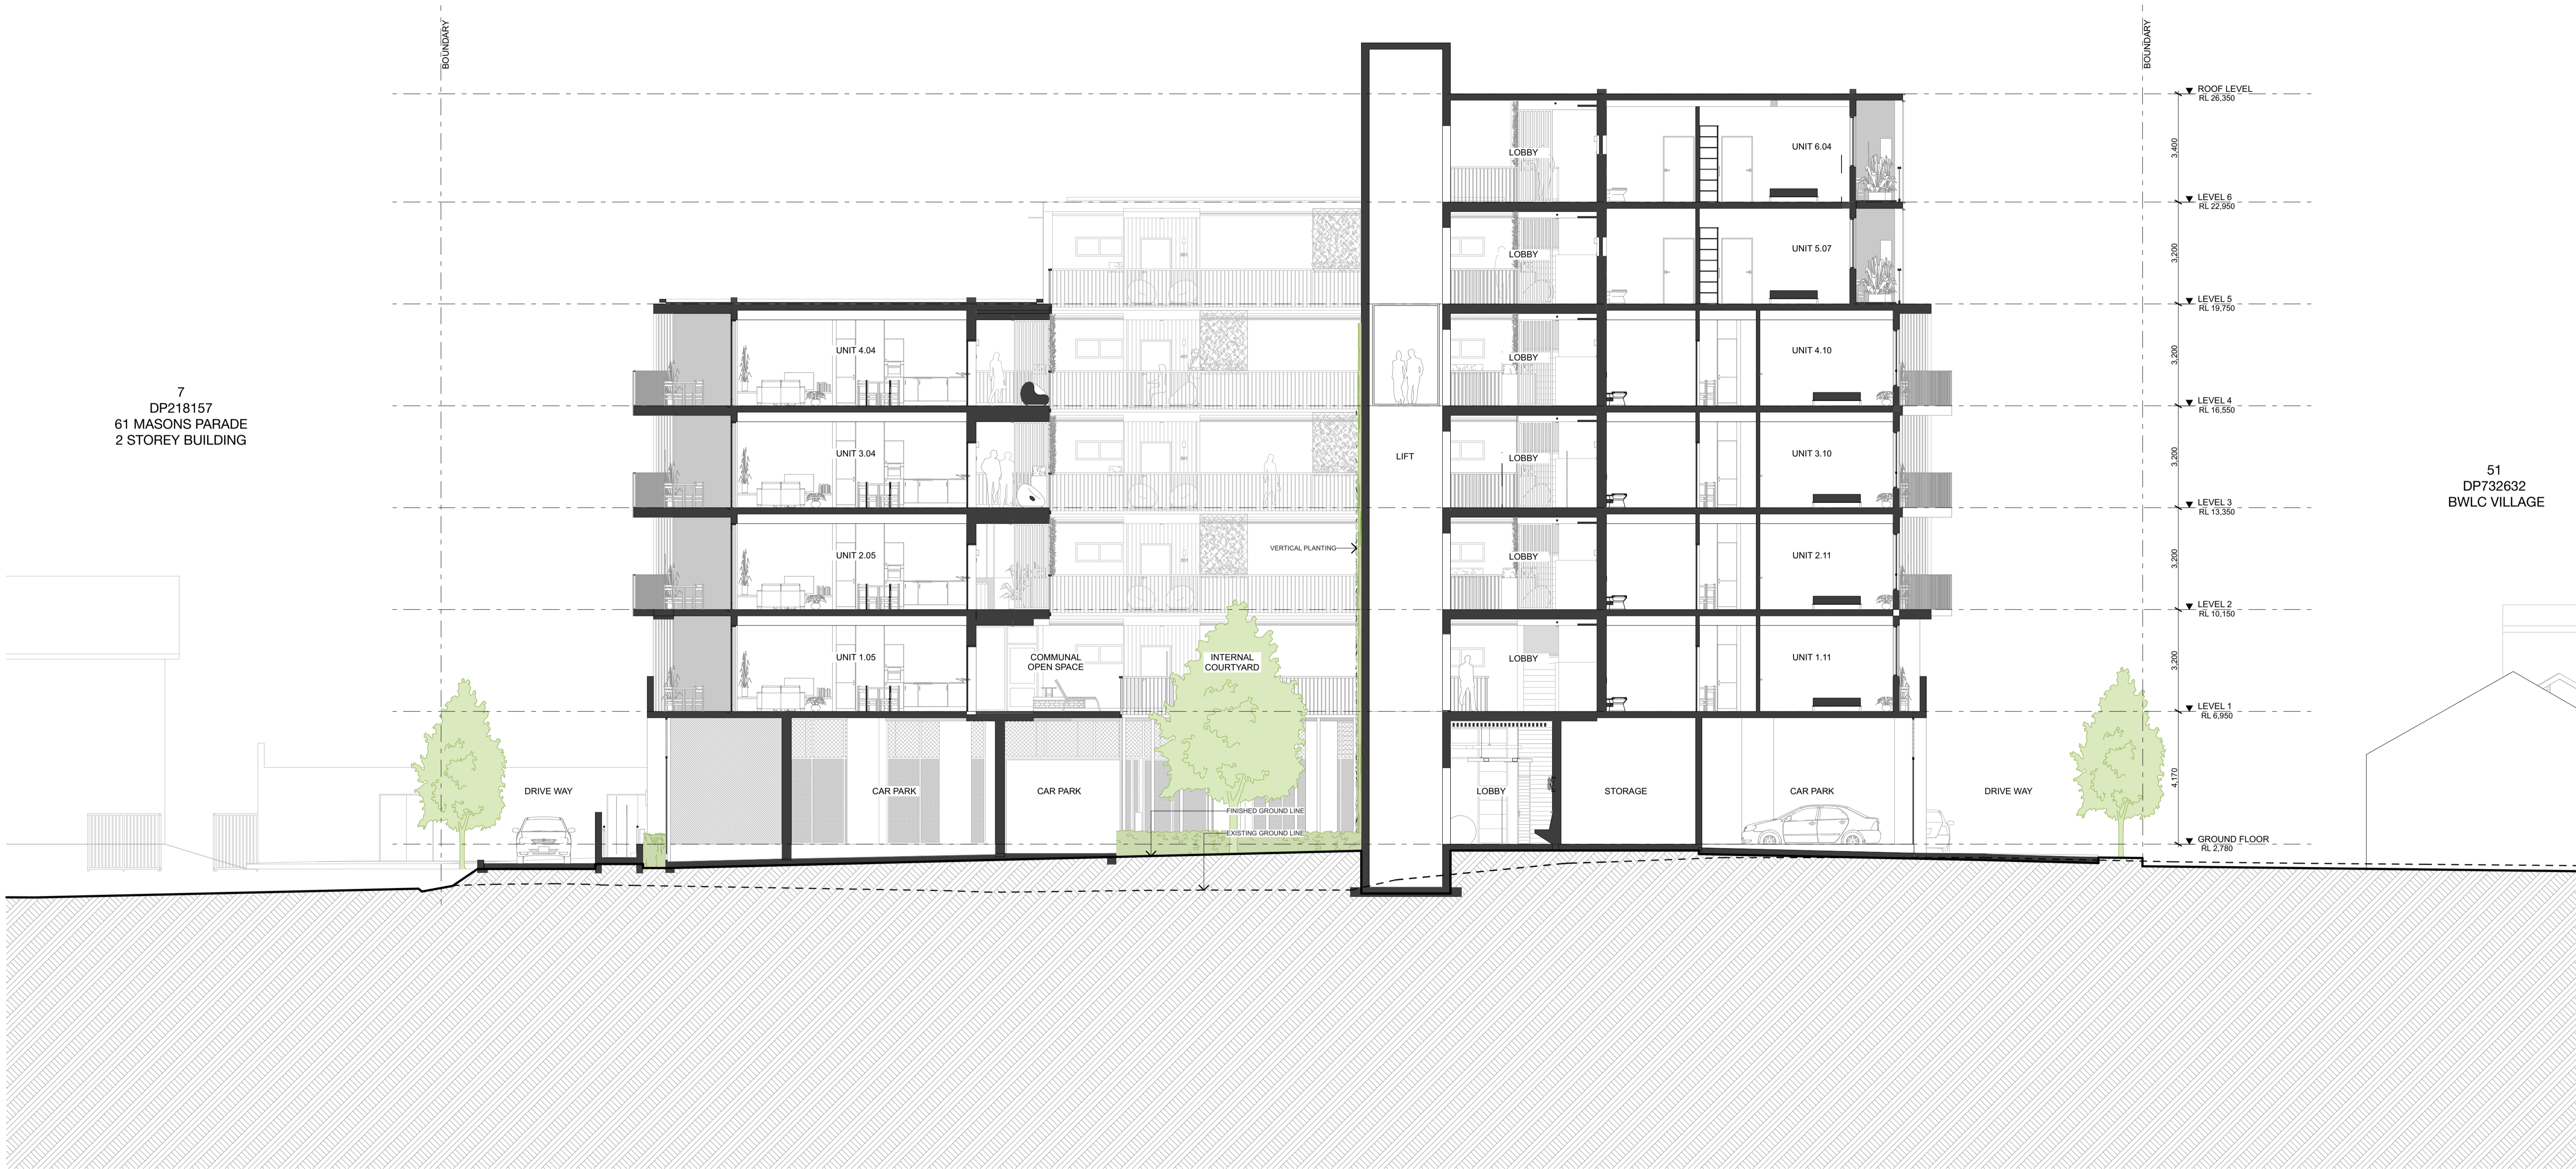 BOUNDARY
BOUNDARY
ROOF LEVEL
RL 26,350
3,400
LOBBY
UNIT 6.04
LEVEL 6
RL 22,950
3,200
LOBBY
UNIT 5.07
LEVEL 5
RL 19,750
3,200
UNIT 4.04
LOBBY
UNIT 4.10
7
DP218157
61 MASONS PARADE
2 STOREY BUILDING
LEVEL 4
RL 16,550
3,200
UNIT 3.04
LIFT
LOBBY
UNIT 3.10
51
DP732632
BWLC VILLAGE
LEVEL 3
RL 13,350
3,200
VERTICAL PLANTING
UNIT 2.05
LOBBY
UNIT 2.11
LEVEL 2
RL 10,150
3,200
UNIT 1.05
COMMUNAL
OPEN SPACE
INTERNAL
COURTYARD
LOBBY
UNIT 1.11
LEVEL 1
RL 6,950
4,170
DRIVE WAY
CAR PARK
CAR PARK
LOBBY
STORAGE
CAR PARK
DRIVE WAY
FINISHED GROUND LINE
EXISTING GROUND LINE
GROUND FLOOR
RL 2,780